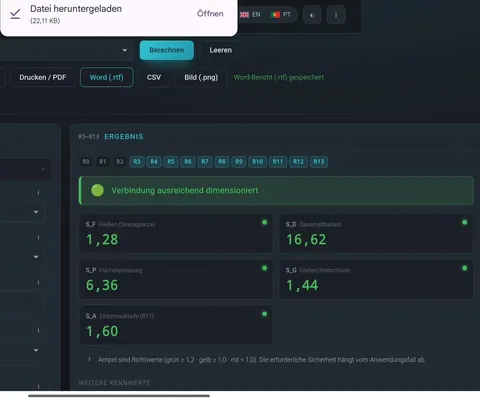 Datei heruntergeladen
(22,11 KB)
Öffnen
EN
PT
Berechnen
Leeren
Drucken / PDF
Word (.rtf)
CSV
Bild (.png)
Word-Bericht (.rtf) gespeichert.
R3–R13 ERGEBNIS
R0 R1 R2 R3 R4 R5 R6 R7 R8 R9 R10 R11 R12 R13
Verbindung ausreichend dimensioniert
S_F Fließen (Streckgrenze)
1,28
S_D Dauerhaltbarkeit
16,62
S_P Flächenpressung
6,36
S_G Gleiten/Reibschluss
1,44
S_A Einschraubtiefe (R11)
1,60
i Ampel sind Richtwerte (grün ≥ 1,2 · gelb ≥ 1,0 · rot < 1,0). Die erforderliche Sicherheit hängt vom Anwendungsfall ab.
WEITERE KENNWERTE